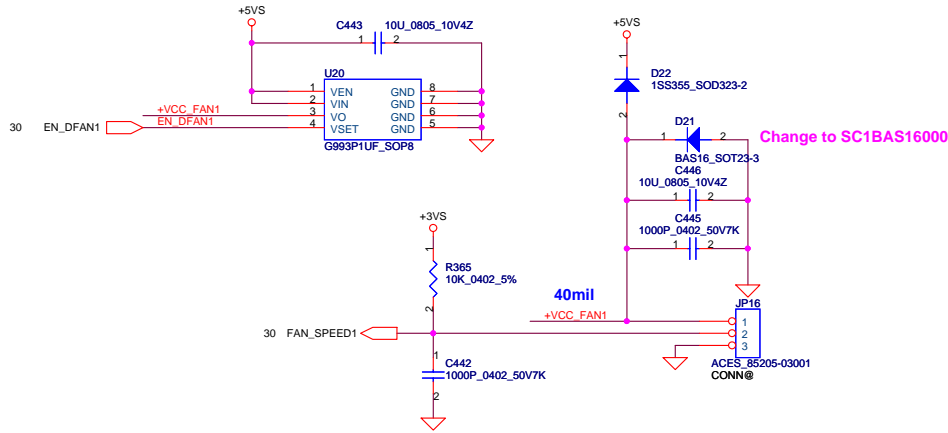 +5VS
C443 10U_0805_10V4Z
1 2
U20
1 VEN GND 8
2 VIN GND 7
3 VO GND 6
4 VSET GND 5
G993P1UF_SOP8
+VCC_FAN1
30 EN_DFAN1 EN_DFAN1
+5VS
1
D22
1SS355_SOD323-2
2
D21
1 2
BAS16_SOT23-3
Change to SC1BAS16000
C446
10U_0805_10V4Z
1 2
C445
1000P_0402_50V7K
1 2
+3VS
1
R365
10K_0402_5%
2
40mil
+VCC_FAN1
JP16
1
2
3
ACES_85205-03001
CONN@
30 FAN_SPEED1
1
C442
1000P_0402_50V7K
2